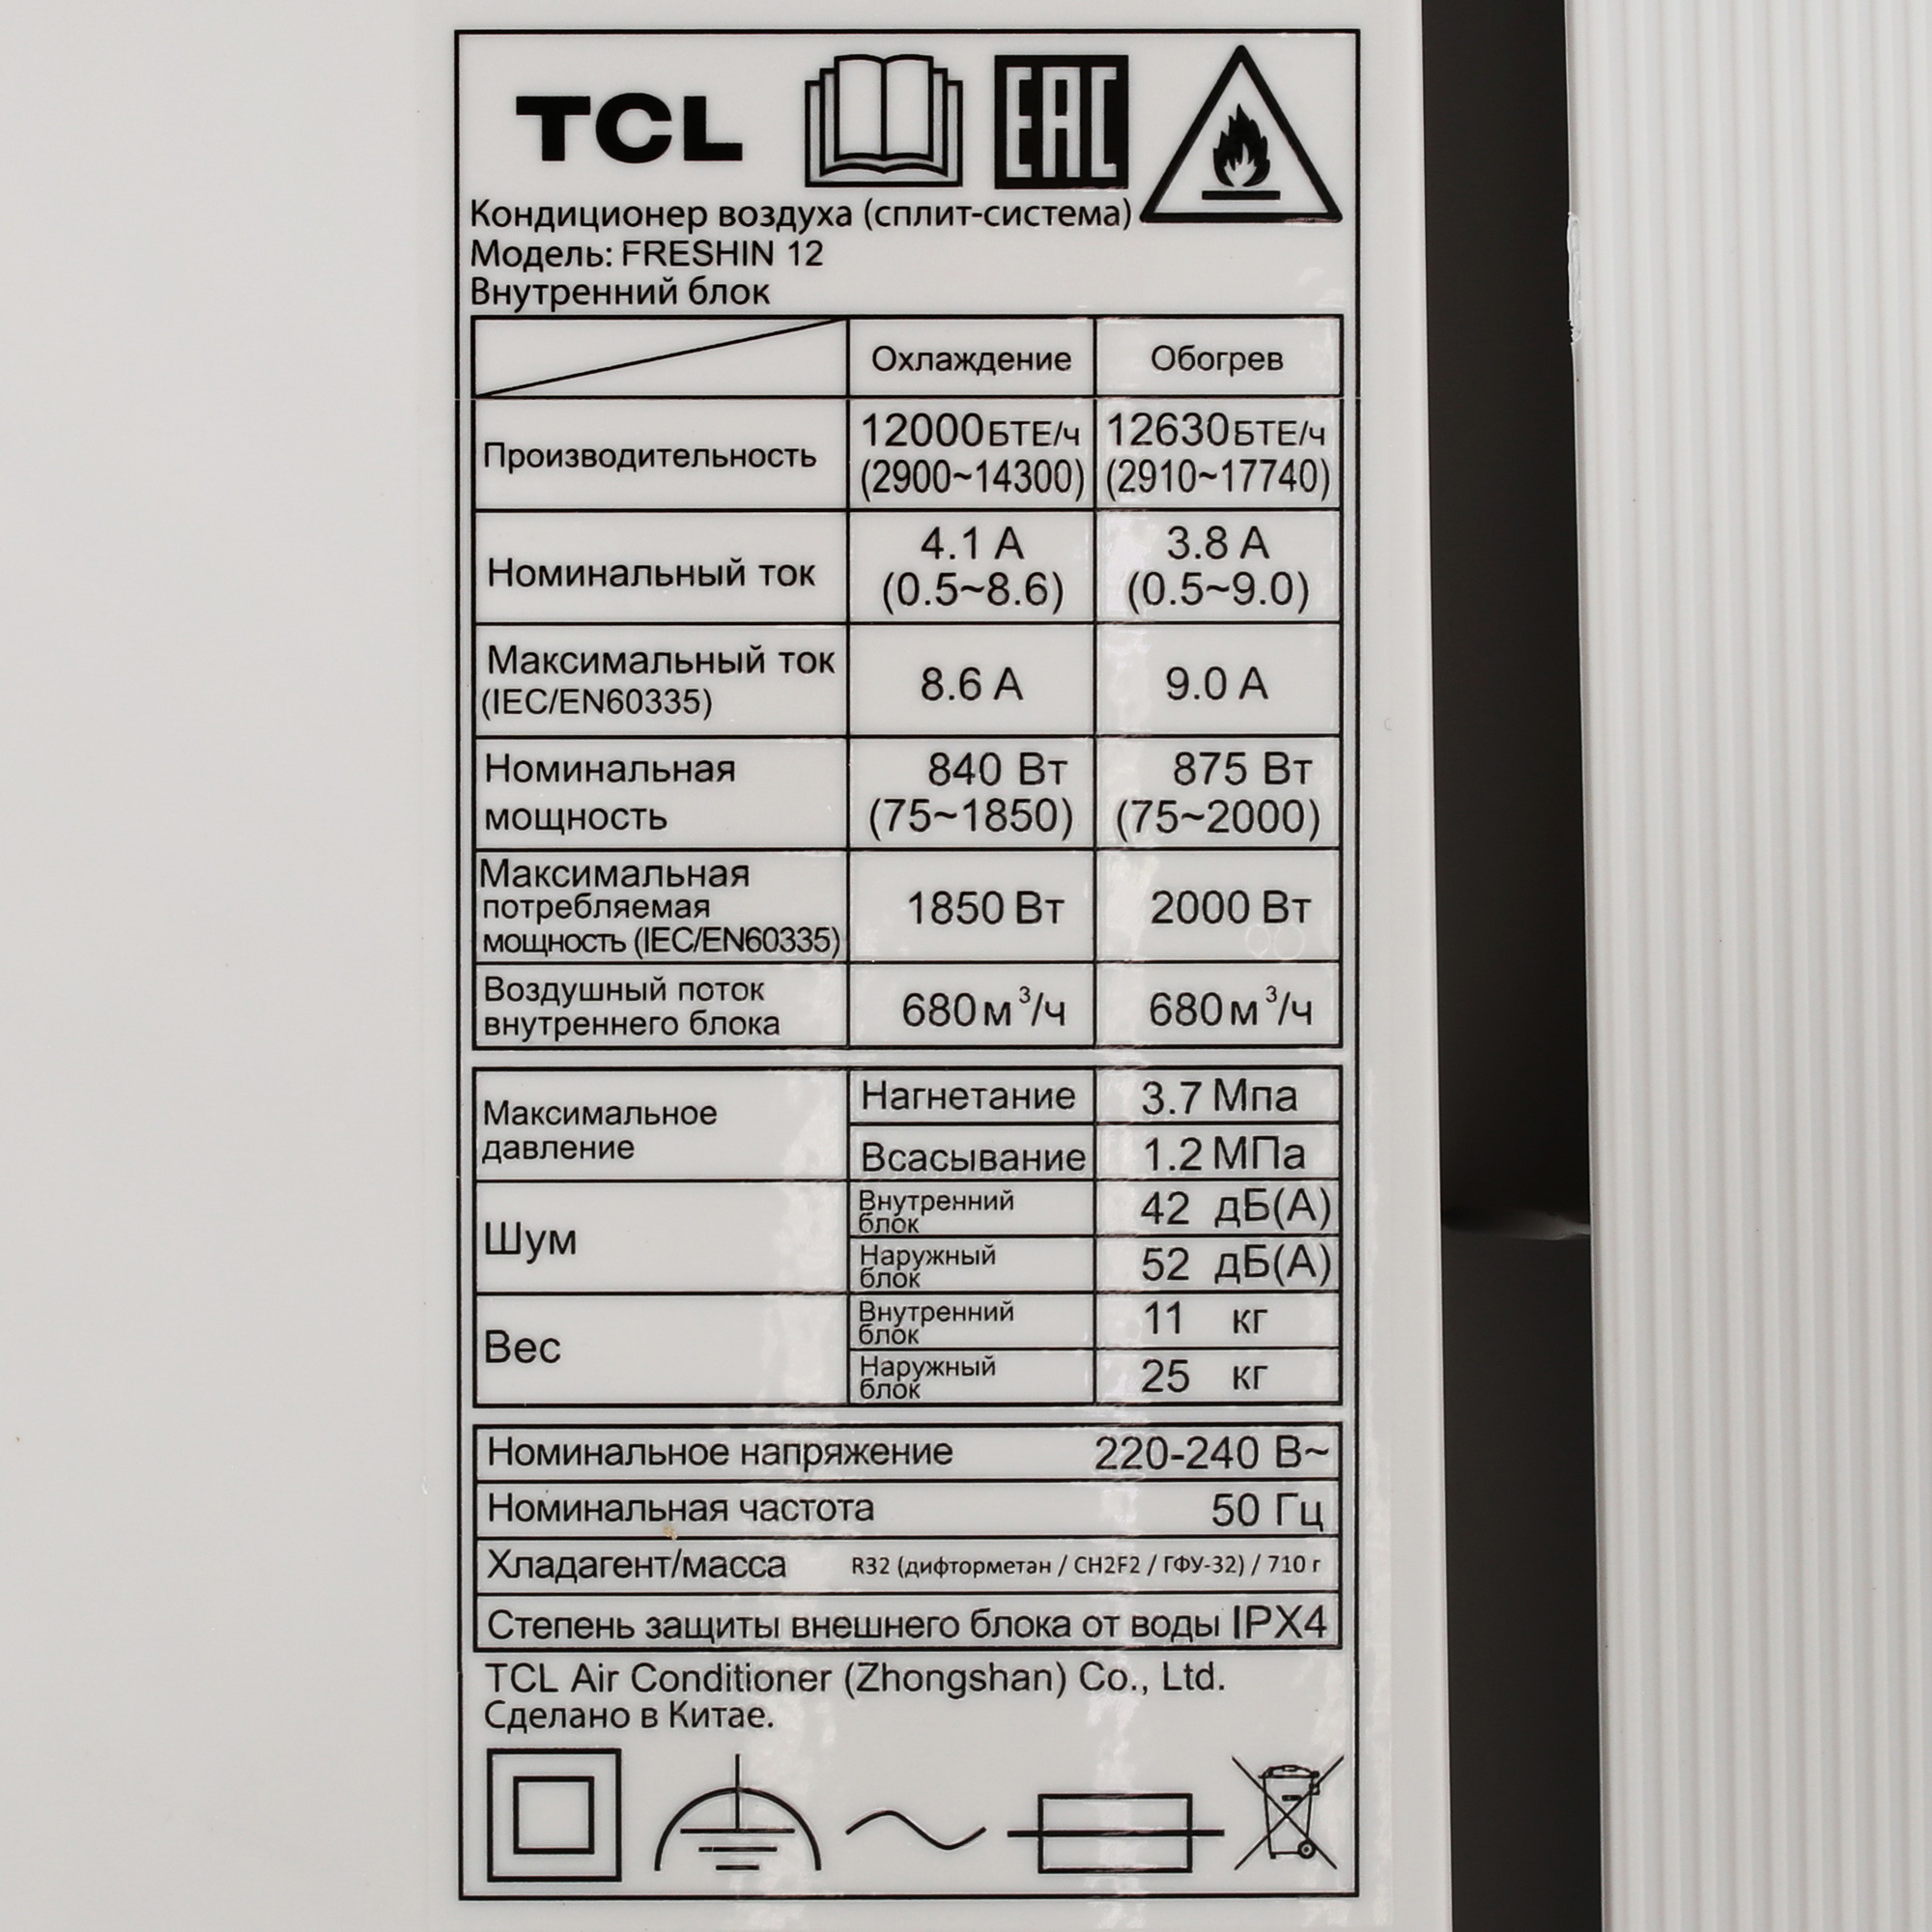 TCL
EAC
Кондиционер воздуха (сплит-система)
Модель: FRESHIN 12
Внутренний блок
Охлаждение Обогрев
Производительность 12000БТЕ/ч (2900~14300) 12630БТЕ/ч (2910~17740)
Номинальный ток 4.1 А (0.5~8.6) 3.8 А (0.5~9.0)
Максимальный ток (IEC/EN60335) 8.6 А 9.0 А
Номинальная мощность 840 Вт (75~1850) 875 Вт (75~2000)
Максимальная потребляемая мощность (IEC/EN60335) 1850 Вт 2000 Вт
Воздушный поток внутреннего блока 680м³/ч 680м³/ч
Максимальное давление Нагнетание 3.7 Мпа
Всасывание 1.2 МПа
Шум Внутренний блок 42 дБ(А)
Наружный блок 52 дБ(А)
Вес Внутренний блок 11 кг
Наружный блок 25 кг
Номинальное напряжение 220-240 В~
Номинальная частота 50 Гц
Хладагент/масса R32 (дифторметан / CH2F2 / ГФУ-32) / 710 г
Степень защиты внешнего блока от воды IPX4
TCL Air Conditioner (Zhongshan) Co., Ltd.
Сделано в Китае.